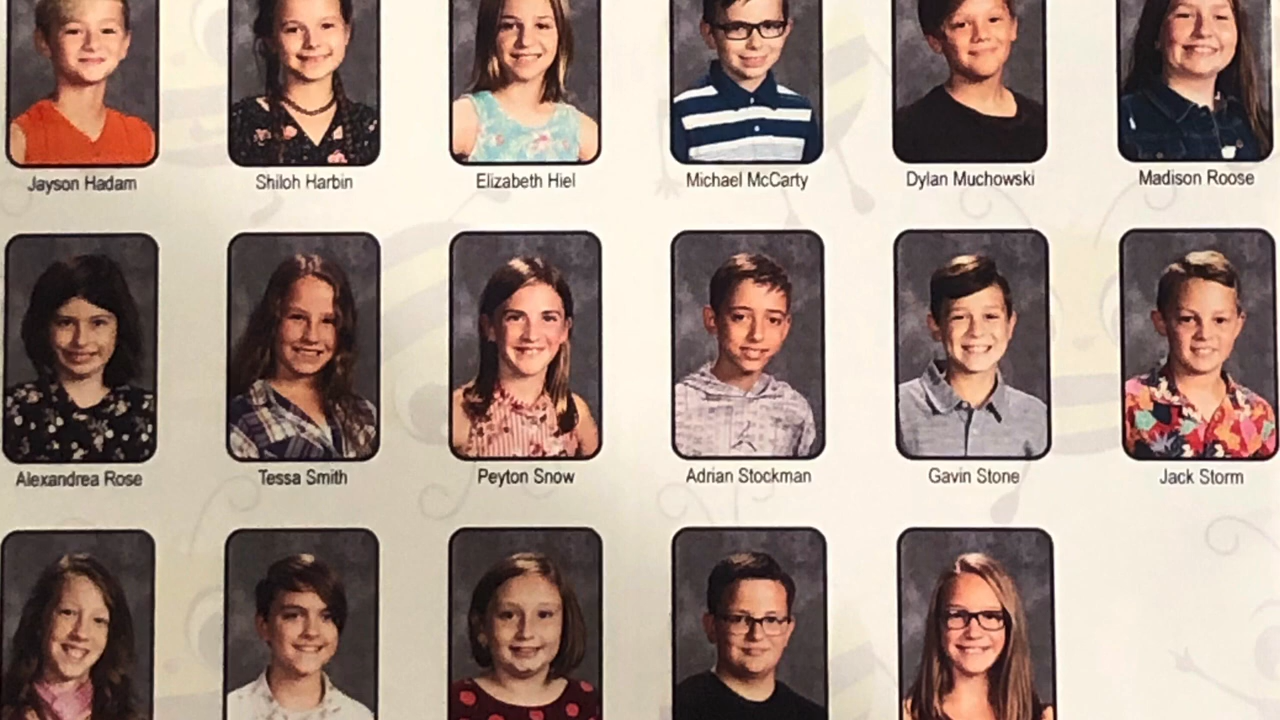 Jayson Hadam
Shiloh Harbin
Elizabeth Hiel
Michael McCarty
Dylan Muchowski
Madison Roose
Alexandrea Rose
Tessa Smith
Peyton Snow
Adrian Stockman
Gavin Stone
Jack Storm